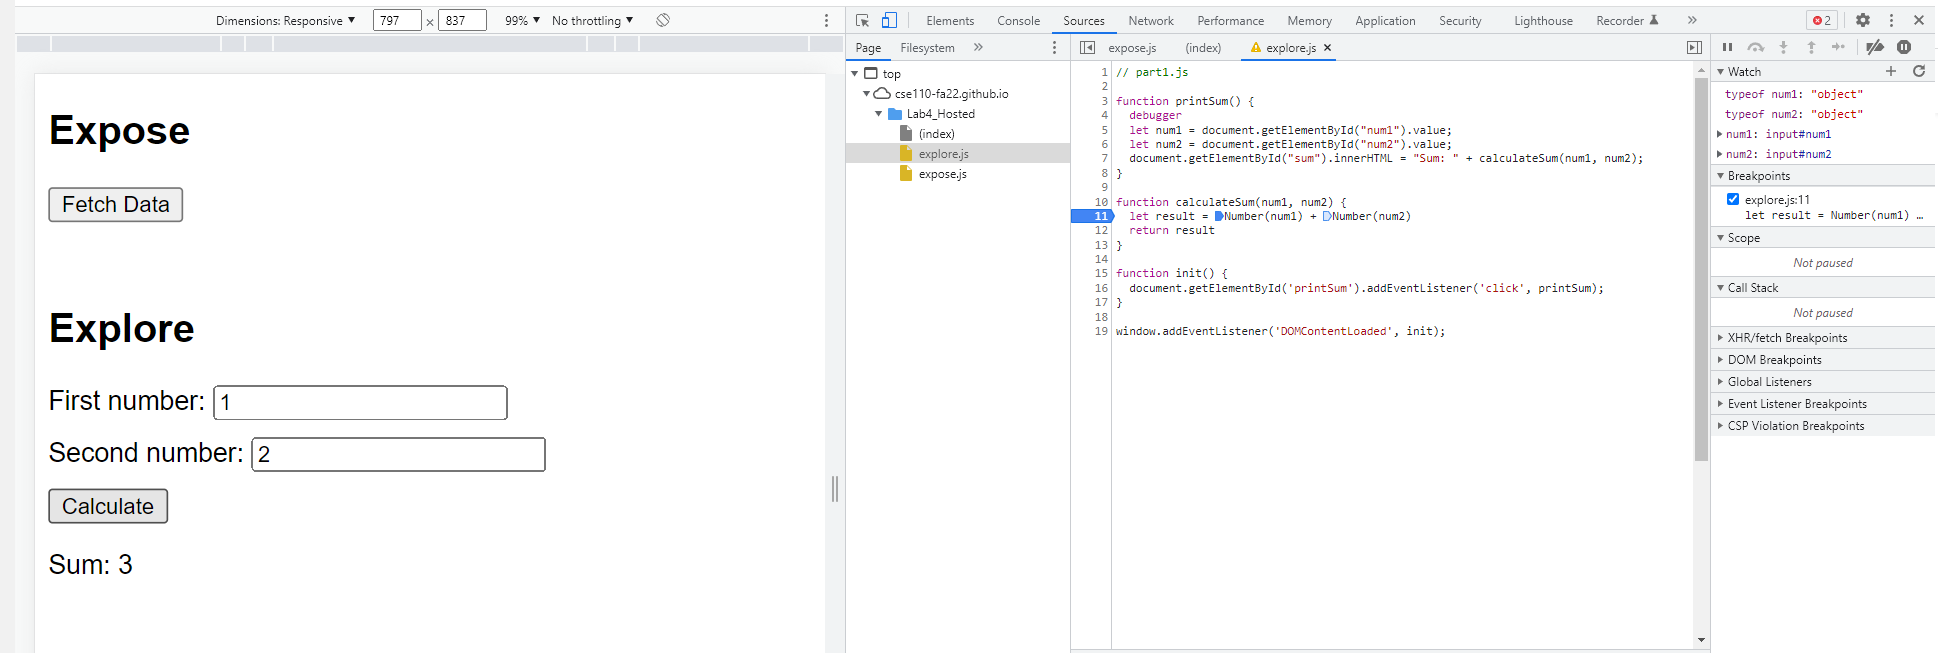 Dimensions: Responsive ▼ 797 × 837 99% ▼ No throttling ▼
Elements Console Sources Network Performance Memory Application Security Lighthouse Recorder » 2
Expose
Fetch Data
Explore
First number: 1
Second number: 2
Calculate
Sum: 3
Page Filesystem »
top
cse110-fa22.github.io
Lab4_Hosted
(index)
explore.js
expose.js
expose.js (index) explore.js ×
1 // part1.js
2
3 function printSum() {
4 debugger
5 let num1 = document.getElementById("num1").value;
6 let num2 = document.getElementById("num2").value;
7 document.getElementById("sum").innerHTML = "Sum: " + calculateSum(num1, num2);
8 }
9
10 function calculateSum(num1, num2) {
11 let result = Number(num1) + Number(num2)
12 return result
13 }
14
15 function init() {
16 document.getElementById('printSum').addEventListener('click', printSum);
17 }
18
19 window.addEventListener('DOMContentLoaded', init);
Watch
typeof num1: "object"
typeof num2: "object"
num1: input#num1
num2: input#num2
Breakpoints
explore.js:11
let result = Number(num1) …
Scope
Not paused
Call Stack
Not paused
XHR/fetch Breakpoints
DOM Breakpoints
Global Listeners
Event Listener Breakpoints
CSP Violation Breakpoints